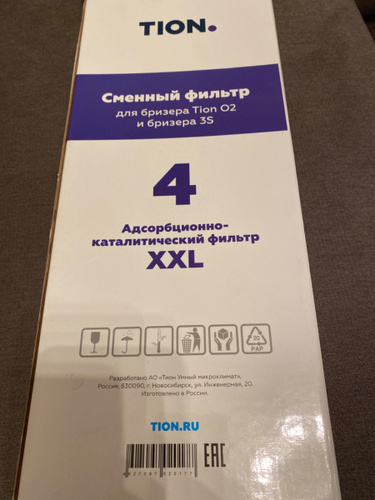 TION.
Сменный фильтр
для бризера Tion O2
и бризера 3S
4
Адсорбционно-
каталитический фильтр
XXL
20
PAP
Разработано АО «Тион Умный микроклимат»,
Россия, 630090, г. Новосибирск, ул. Инженерная, 20.
Изготовлено в России.
TION.RU
EAC